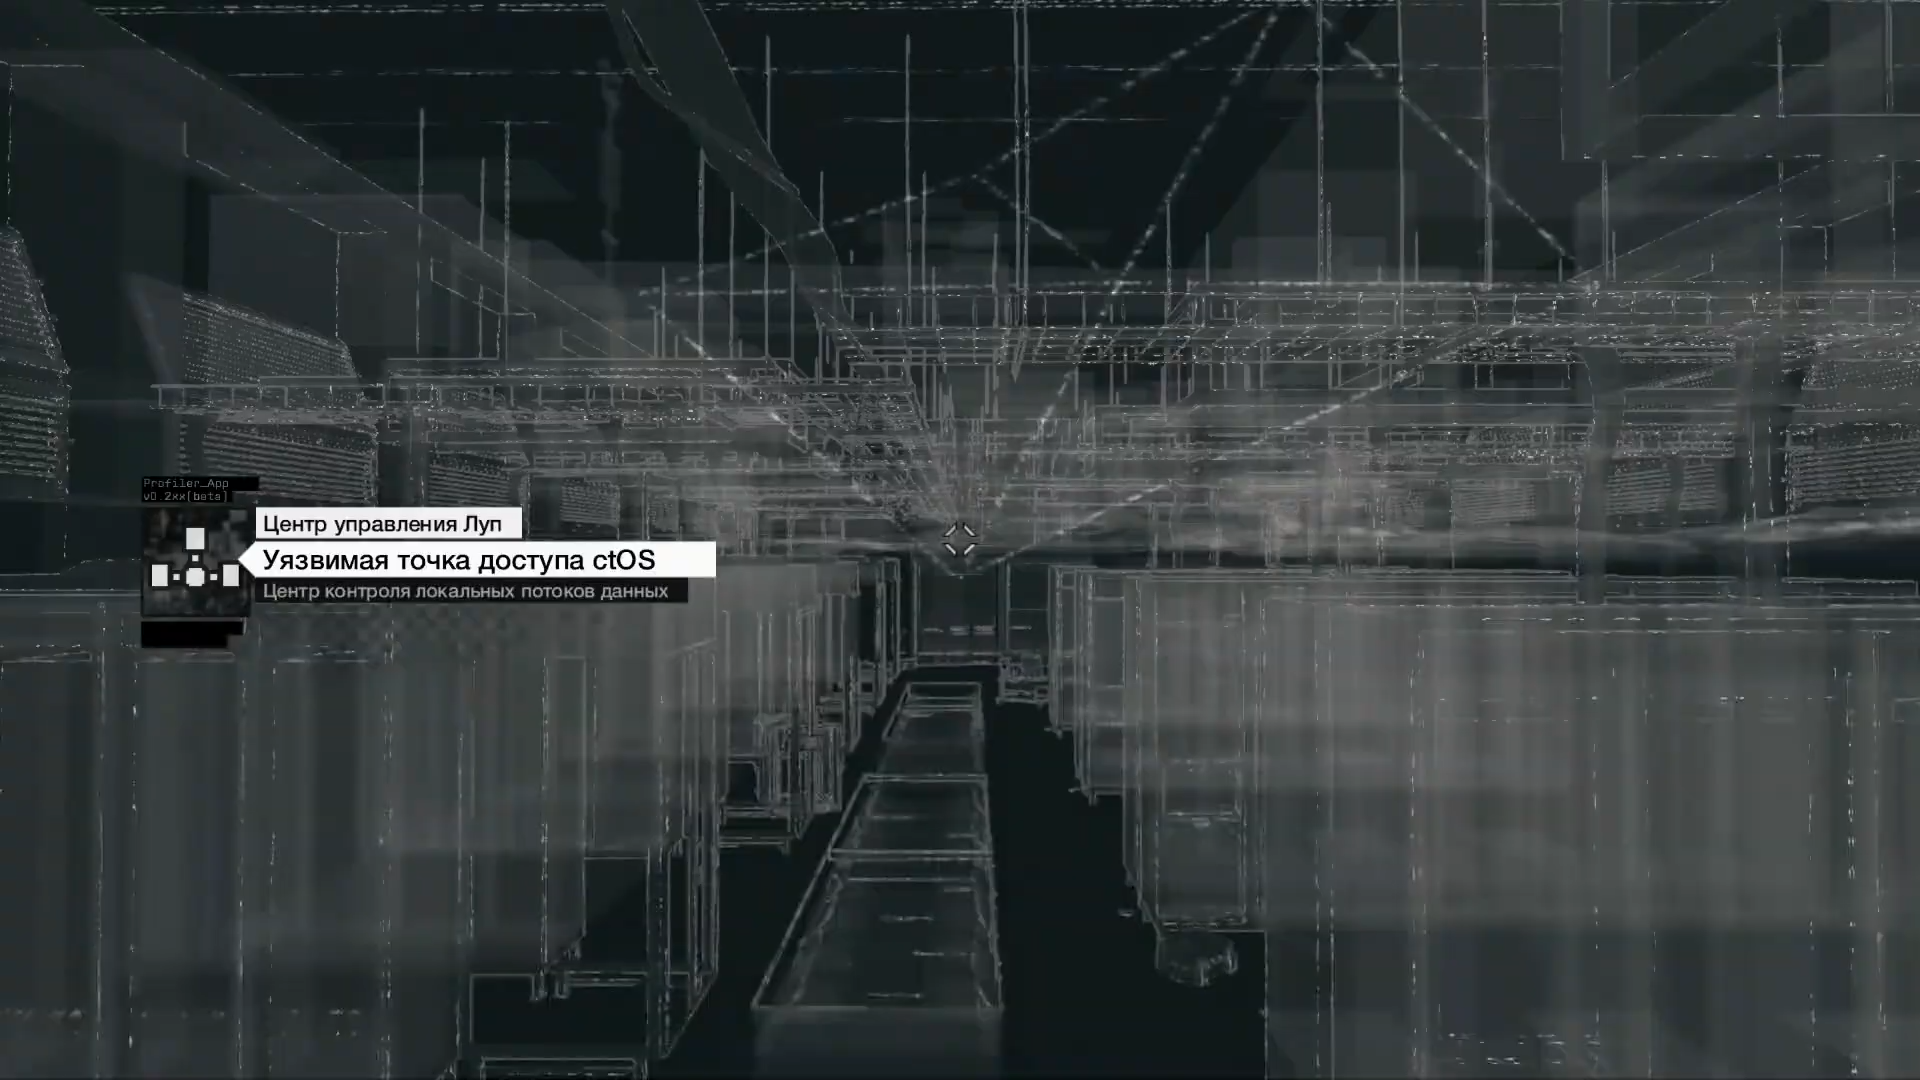 Profiler_App
v0.2xx(beta)
Центр управления Луп
Уязвимая точка доступа ctOS
Центр контроля локальных потоков данных